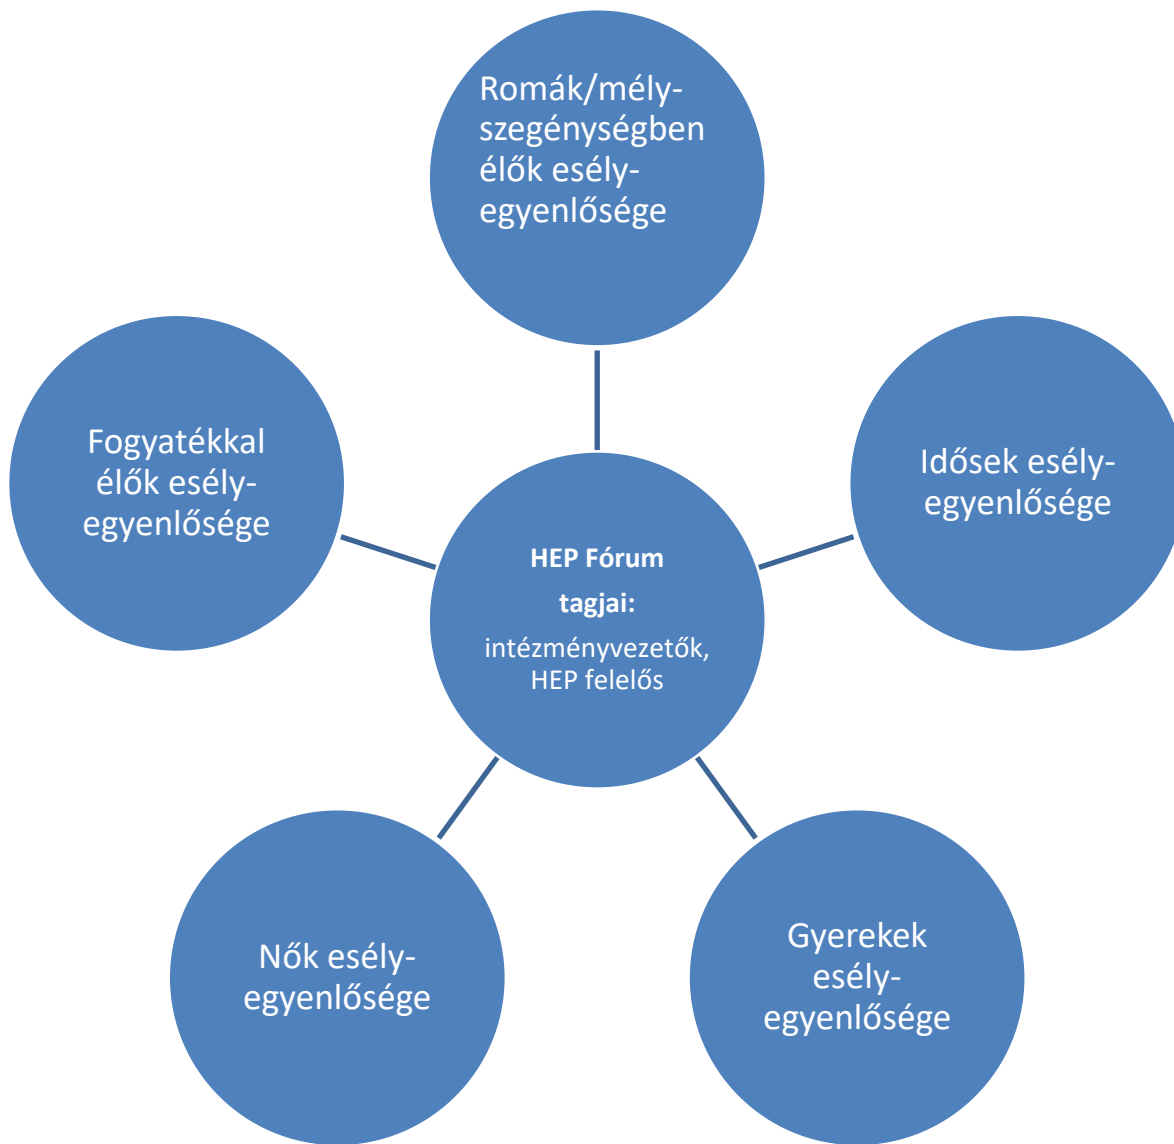 Romák/mély-
szegénységben
élők esély-
egyenlősége
Fogyatékkal
élők esély-
egyenlősége
Idősek esély-
egyenlősége
HEP Fórum
tagjai:
intézményvezetők,
HEP felelős
Nők esély-
egyenlősége
Gyerekek
esély-
egyenlősége